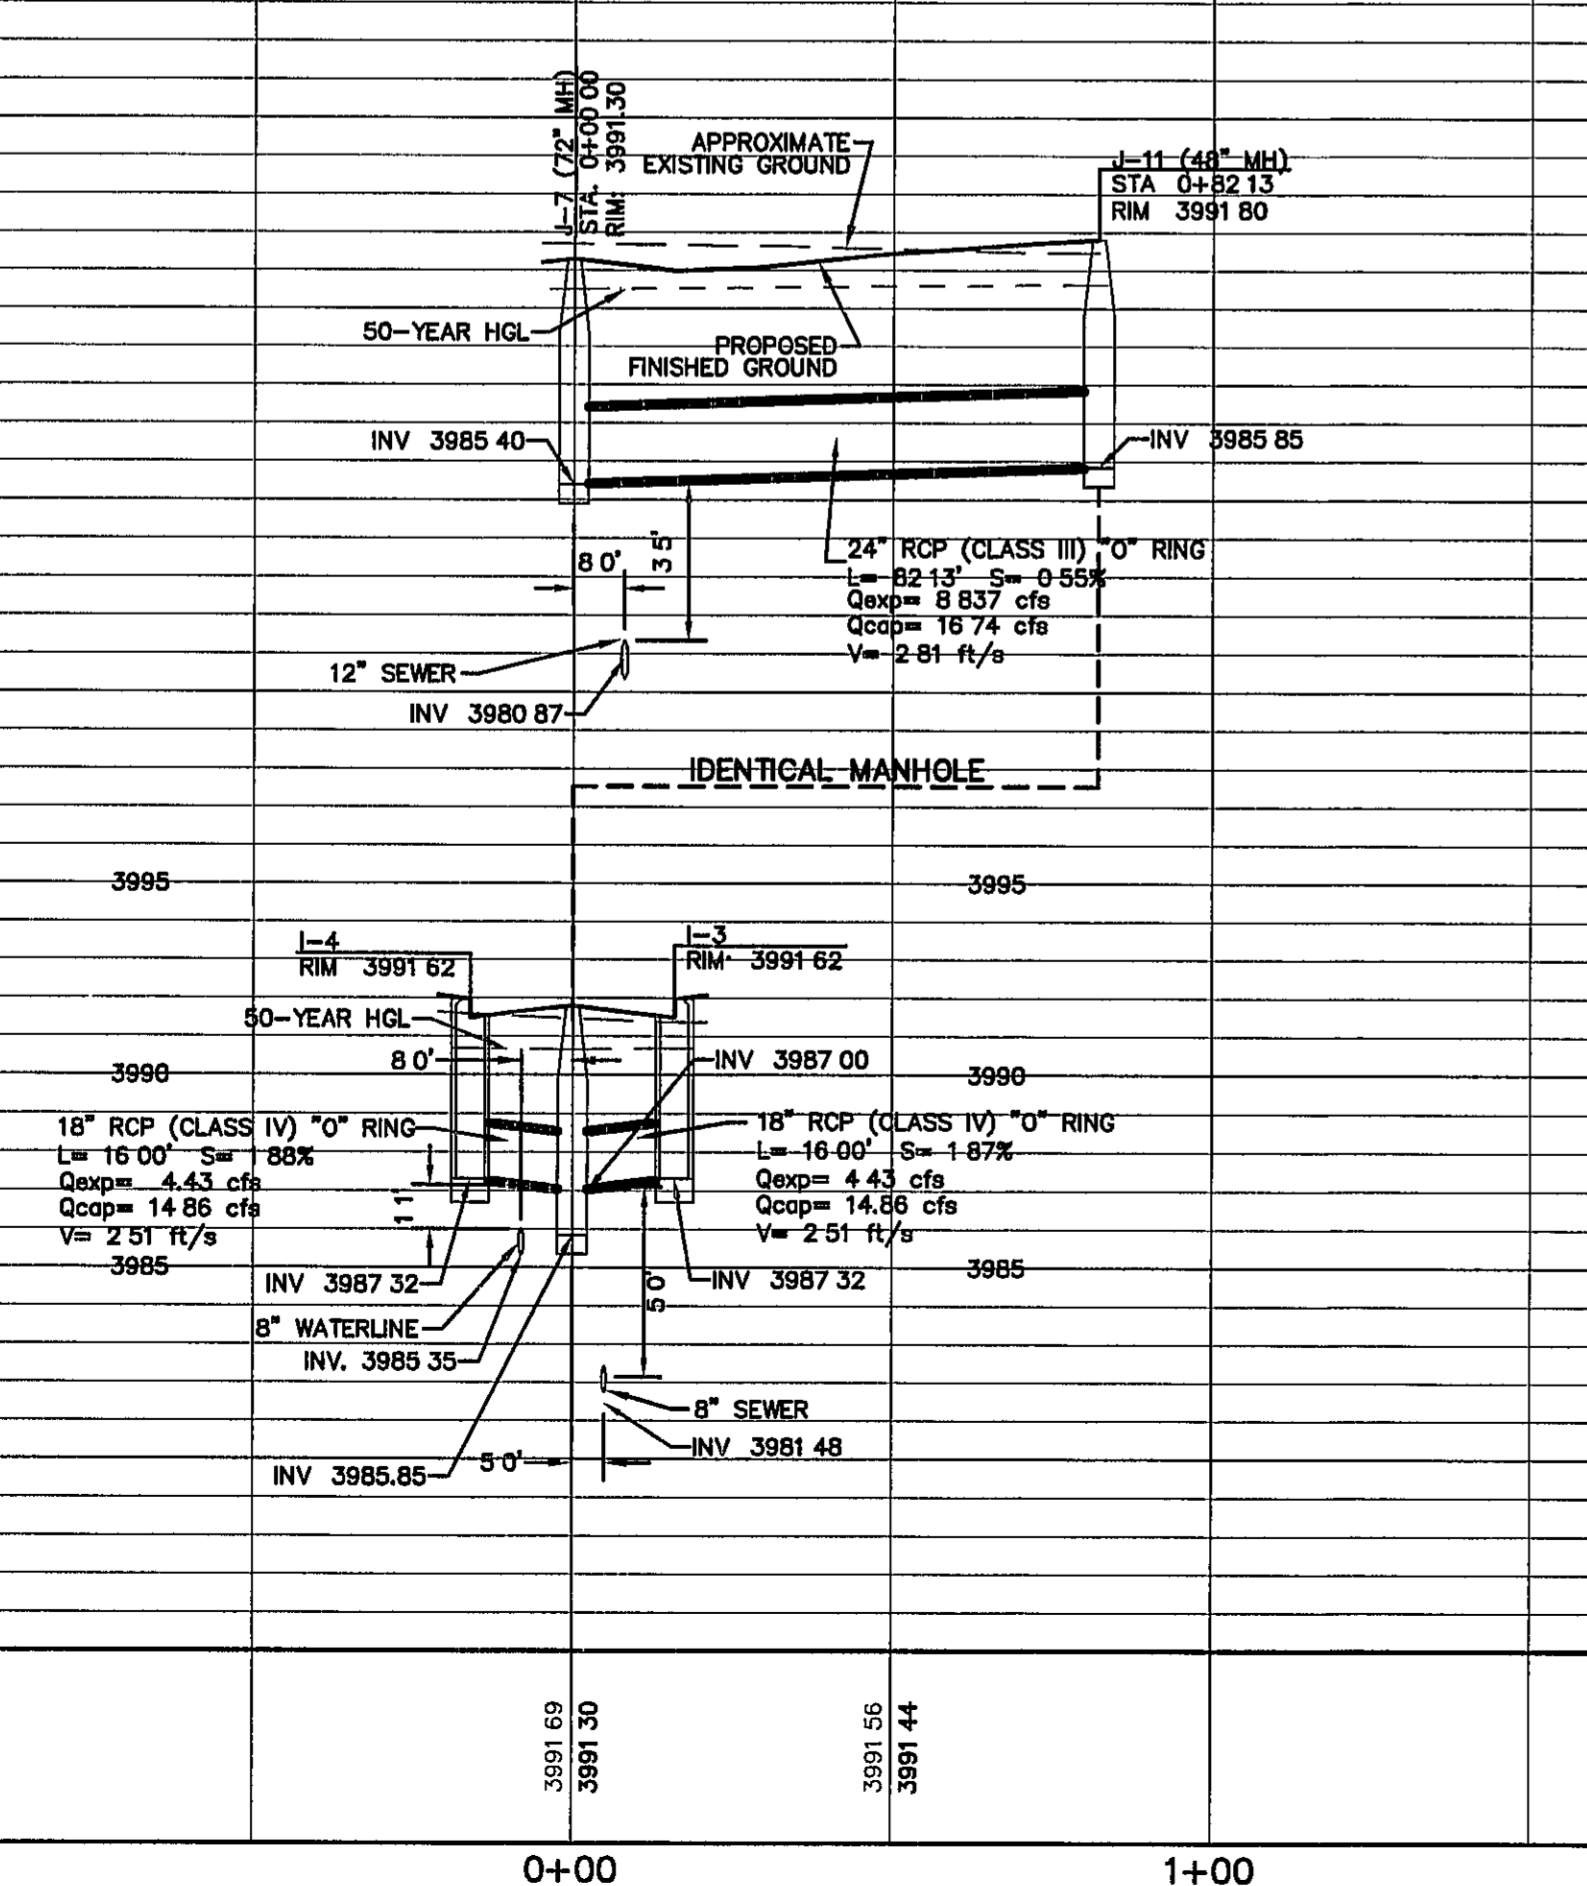 J-7 (72" MH)
STA. 0+00 00
RIM: 3991.30
APPROXIMATE
EXISTING GROUND
J-11 (48" MH)
STA 0+82 13
RIM 3991 80
50-YEAR HGL
PROPOSED
FINISHED GROUND
INV 3985 40
INV 3985 85
8 0'
3 5'
24" RCP (CLASS III) "O" RING
L= 82 13' S= 0 55%
Qexp= 8 837 cfs
Qcap= 16 74 cfs
V= 2 81 ft/s
12" SEWER
INV 3980 87
IDENTICAL MANHOLE
3995
3995
I-4
RIM 3991 62
I-3
RIM 3991 62
50-YEAR HGL
8 0'
INV 3987 00
3990
3990
18" RCP (CLASS IV) "O" RING
L= 16 00' S= 1 88%
Qexp= 4.43 cfs
Qcap= 14 86 cfs
V= 2 51 ft/s
1 1'
18" RCP (CLASS IV) "O" RING
L= 16 00' S= 1 87%
Qexp= 4 43 cfs
Qcap= 14.86 cfs
V= 2 51 ft/s
3985
3985
INV 3987 32
INV 3987 32
5 0'
8" WATERLINE
INV. 3985 35
8" SEWER
INV 3981 48
5 0'
INV 3985.85
3991 69
3991 30
3991 56
3991 44
0+00
1+00